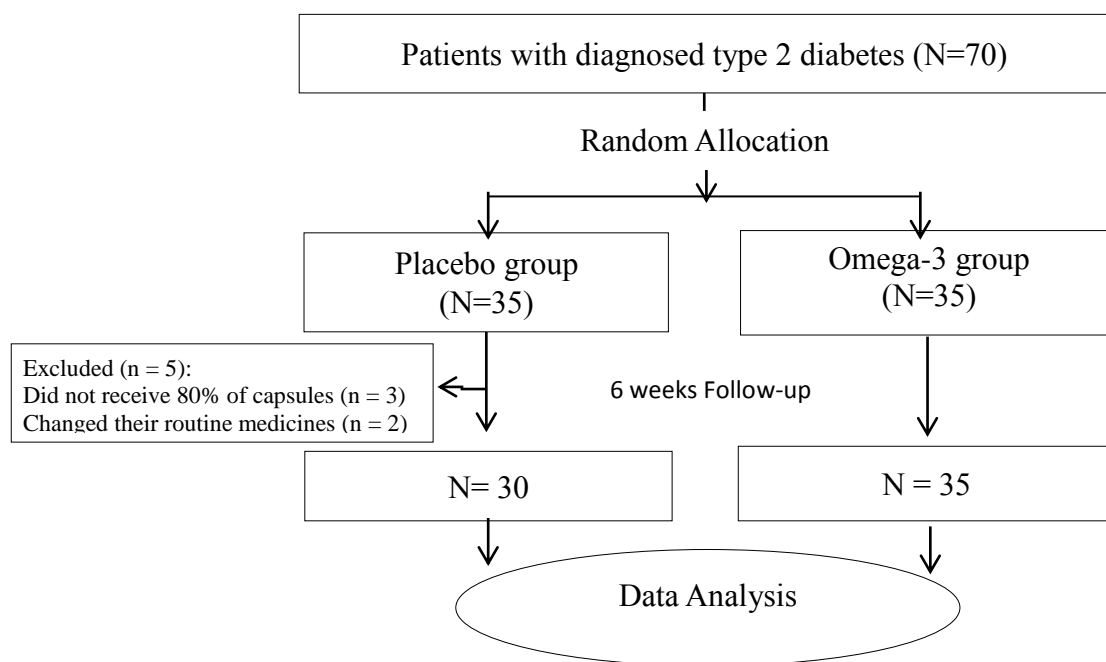 Patients with diagnosed type 2 diabetes (N=70)
Random Allocation
Placebo group
(N=35)
Omega-3 group
(N=35)
Excluded (n = 5):
Did not receive 80% of capsules (n = 3)
Changed their routine medicines (n = 2)
6 weeks Follow-up
N= 30
N = 35
Data Analysis